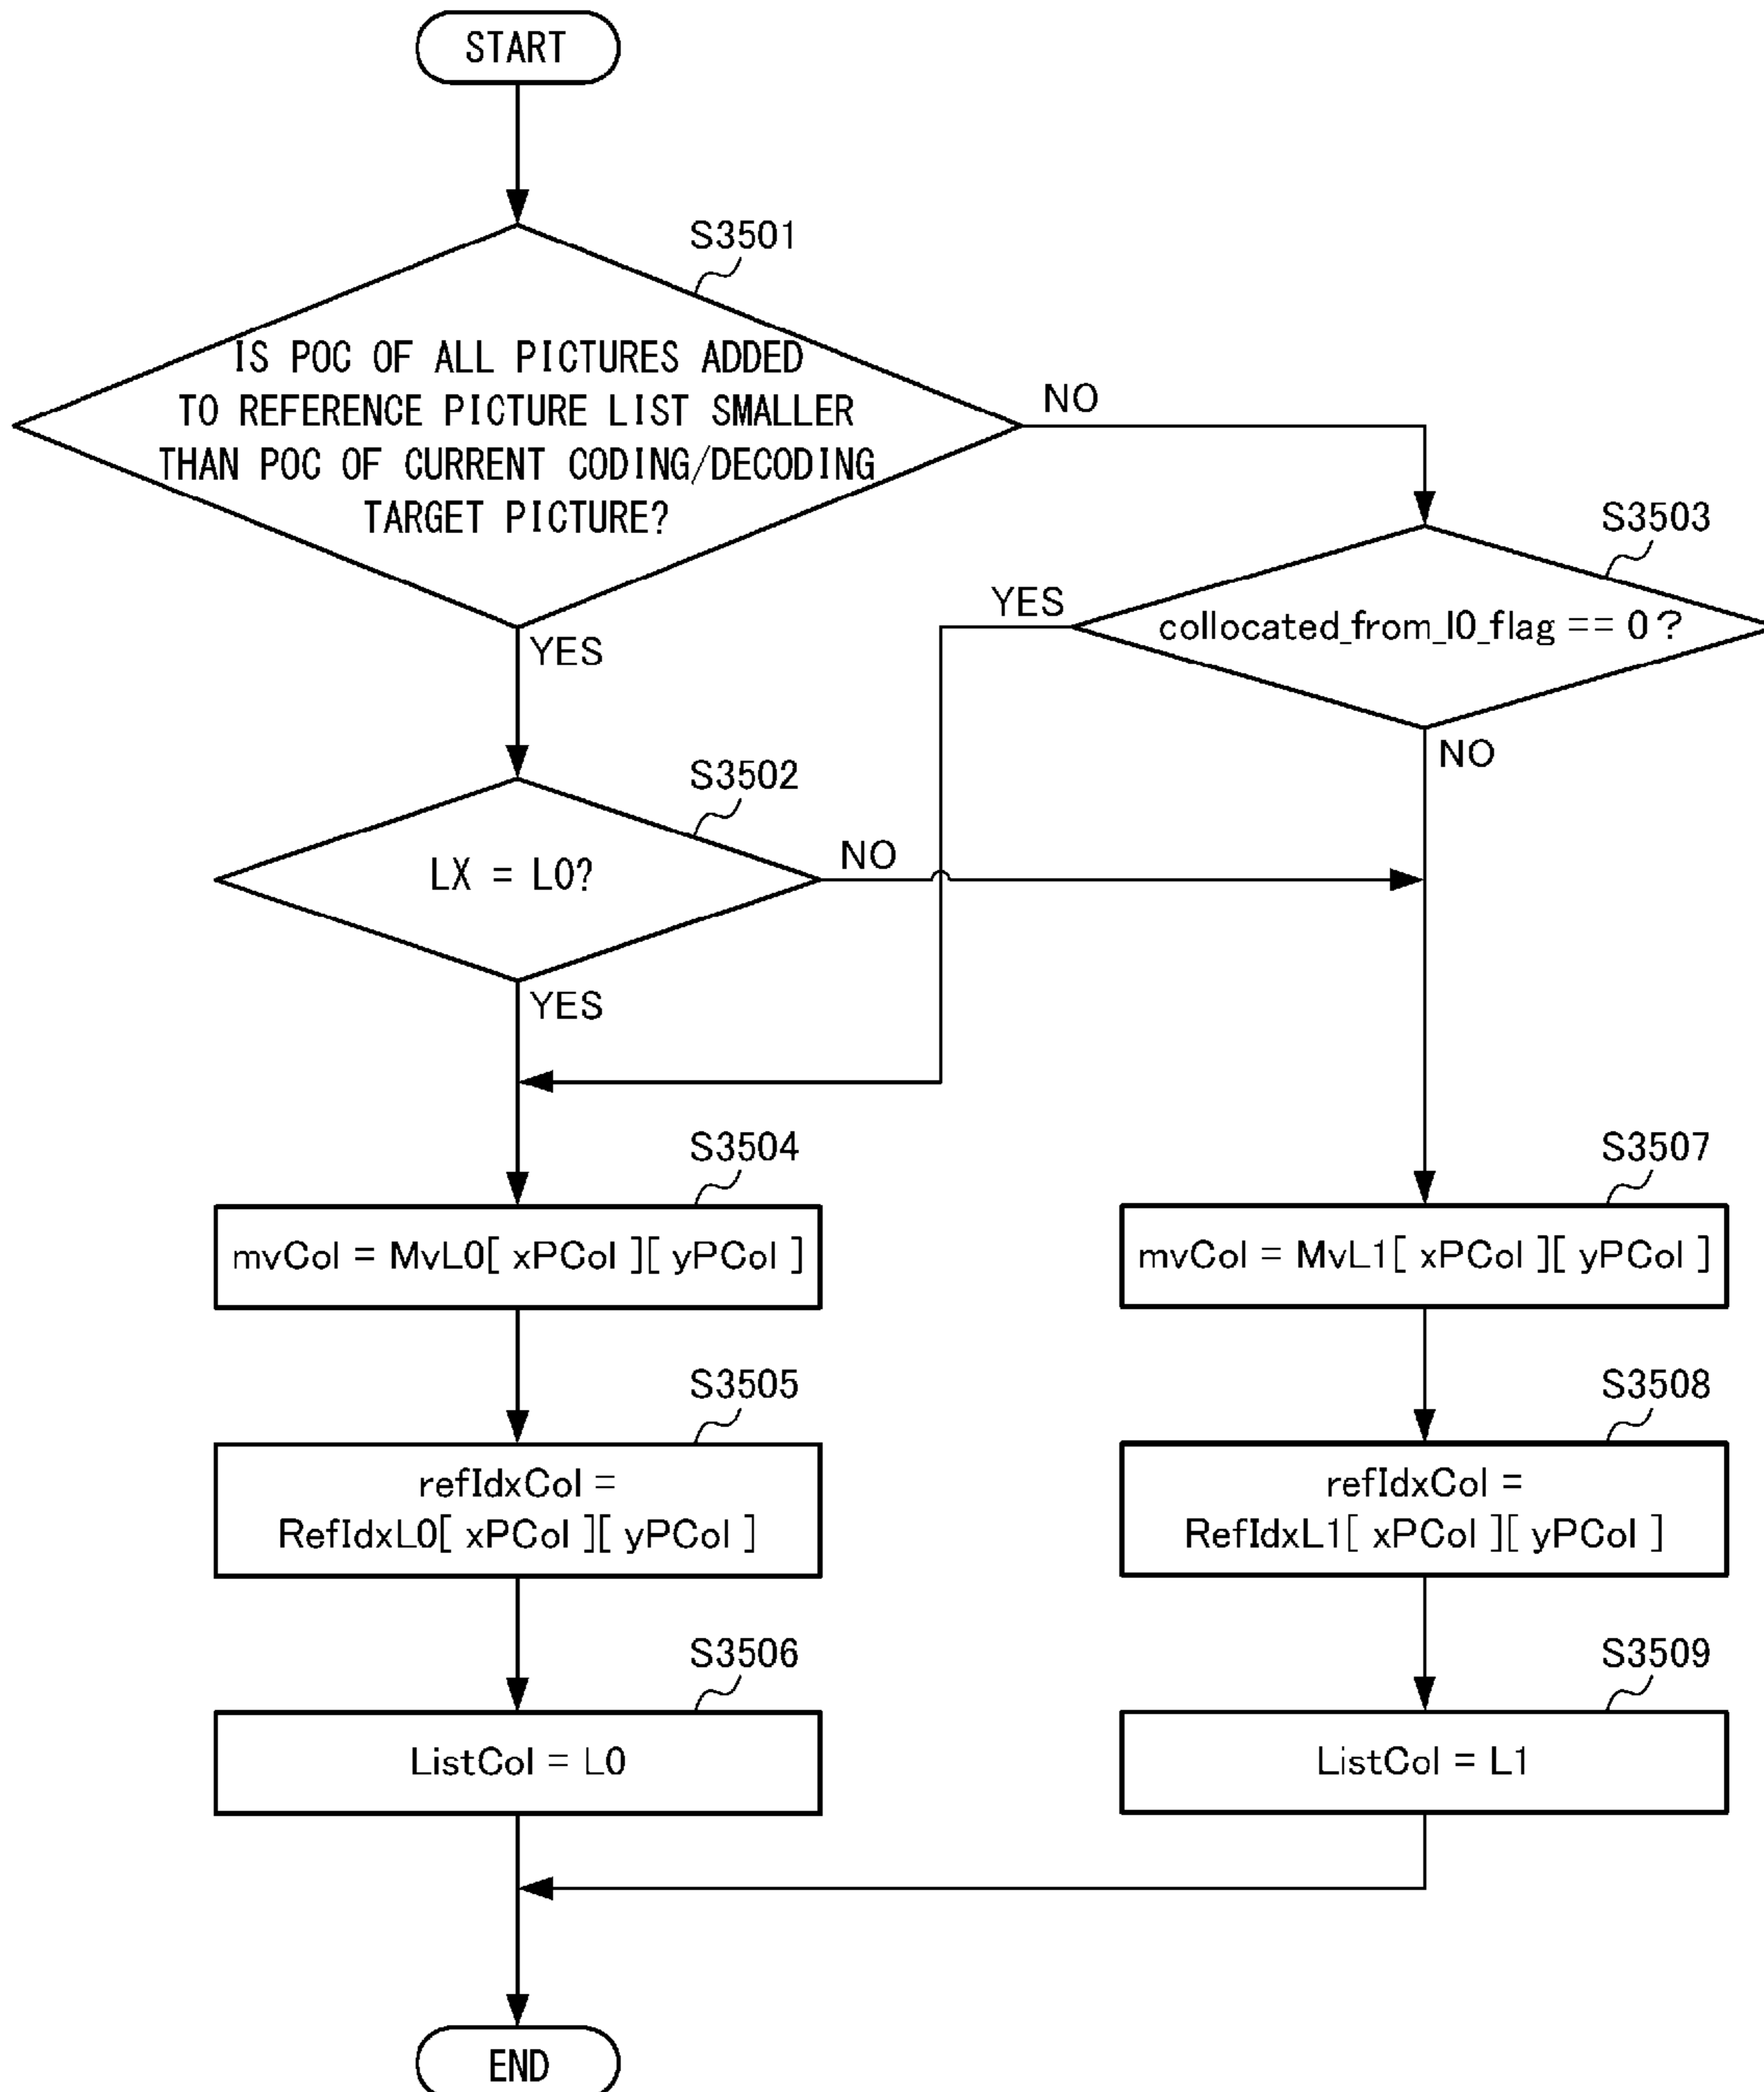 START
S3501
IS POC OF ALL PICTURES ADDED
TO REFERENCE PICTURE LIST SMALLER
THAN POC OF CURRENT CODING/DECODING
TARGET PICTURE?
NO
YES
S3503
collocated_from_l0_flag == 0 ?
YES
NO
S3502
LX = L0?
NO
YES
S3504
mvCol = MvL0[ xPCol ][ yPCol ]
S3505
refIdxCol =
RefIdxL0[ xPCol ][ yPCol ]
S3506
ListCol = L0
S3507
mvCol = MvL1[ xPCol ][ yPCol ]
S3508
refIdxCol =
RefIdxL1[ xPCol ][ yPCol ]
S3509
ListCol = L1
END